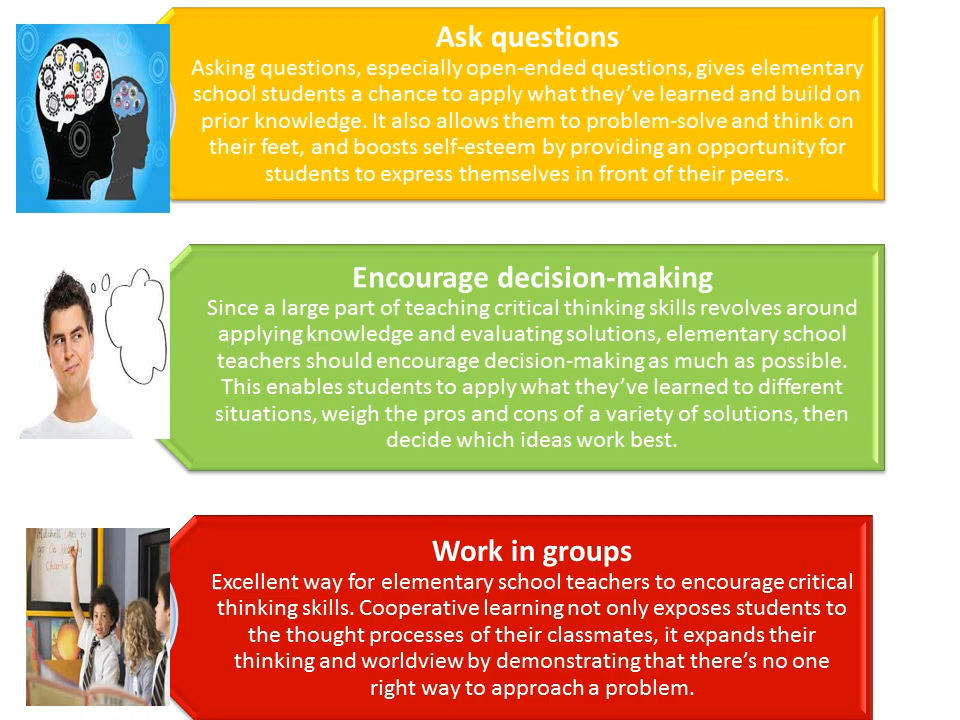 Ask questions
Asking questions, especially open-ended questions, gives elementary
school students a chance to apply what they’ve learned and build on
prior knowledge. It also allows them to problem-solve and think on
their feet, and boosts self-esteem by providing an opportunity for
students to express themselves in front of their peers.
Encourage decision-making
Since a large part of teaching critical thinking skills revolves around
applying knowledge and evaluating solutions, elementary school
teachers should encourage decision-making as much as possible.
This enables students to apply what they’ve learned to different
situations, weigh the pros and cons of a variety of solutions, then
decide which ideas work best.
Work in groups
Excellent way for elementary school teachers to encourage critical
thinking skills. Cooperative learning not only exposes students to
the thought processes of their classmates, it expands their
thinking and worldview by demonstrating that there’s no one
right way to approach a problem.